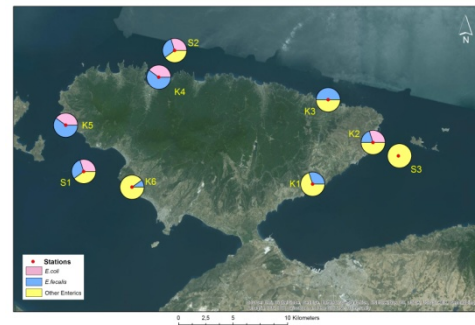 N
S2
K4
K3
K5
K2
S3
S1
K6
K1
Stations
E.coli
E.fecalis
Other Enterics
0 2,5 5 10 Kilometers